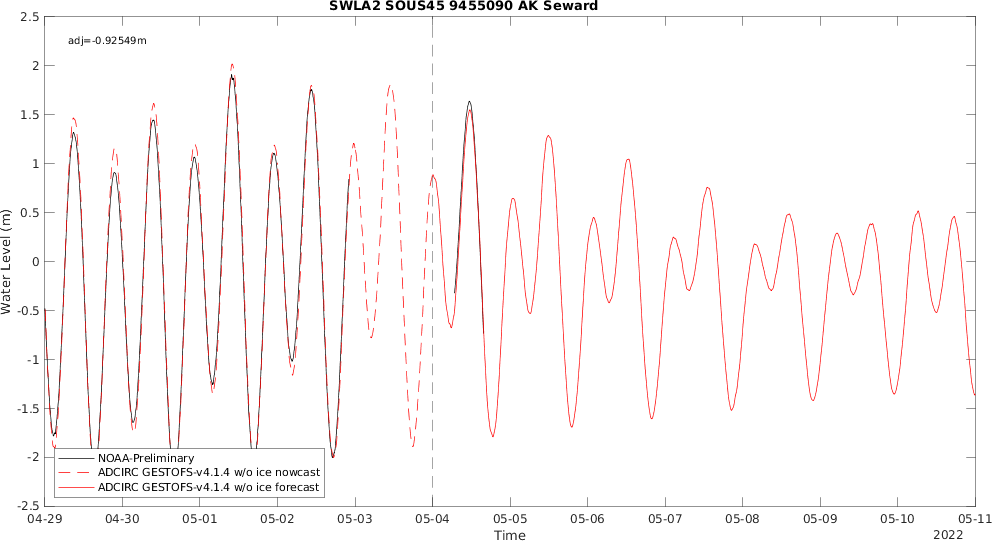 SWLA2 SOUS45 9455090 AK Seward
adj=-0.92549m
2.5
2
1.5
1
0.5
0
-0.5
-1
-1.5
-2
-2.5
Water Level (m)
NOAA-Preliminary
ADCIRC GESTOFS-v4.1.4 w/o ice nowcast
ADCIRC GESTOFS-v4.1.4 w/o ice forecast
04-29 04-30 05-01 05-02 05-03 05-04 05-05 05-06 05-07 05-08 05-09 05-10 05-11
Time
2022